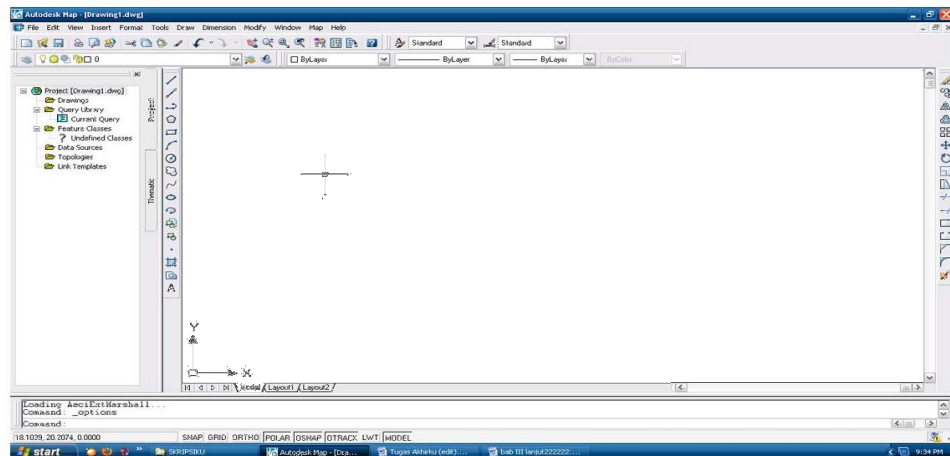 Autodesk Map - [Drawing1.dwg]
File Edit View Insert Format Tools Draw Dimension Modify Window Map Help
Standard Standard
0 ByLayer ByLayer ByLayer ByColor
Project [Drawing1.dwg]
Drawings
Query Library
Current Query
Feature Classes
Undefined Classes
Data Sources
Topologies
Link Templates
Project
Thematic
A
Y
X
Model Layout1 Layout2
Loading AeciExtMarshall...
Command: _options
Command:
18.1039, 20.2074, 0.0000 SNAP GRID ORTHO POLAR OSNAP OTRACK LWT MODEL
start SKRIPSIKU Autodesk Map - [Dra... Tugas Akhirku (edit).... bab III lanjut222222.... 9:34 PM